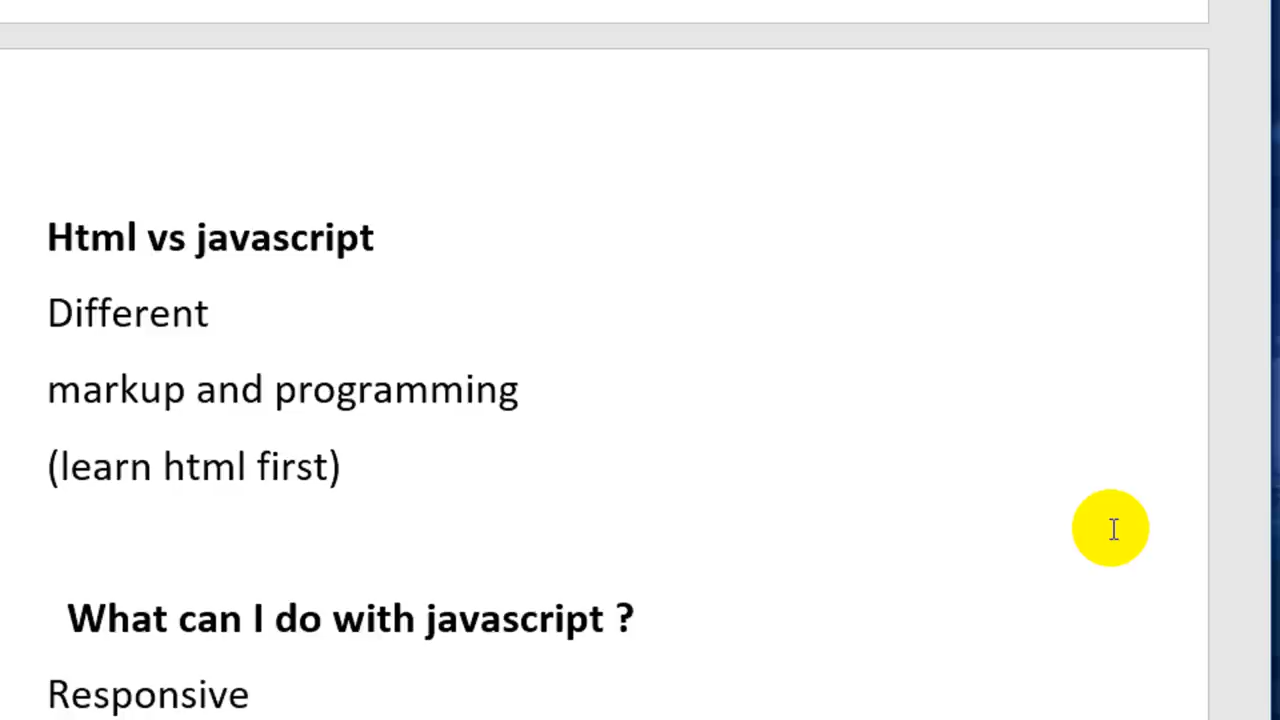 Html vs javascript
Different
markup and programming
(learn html first)
What can I do with javascript ?
Responsive